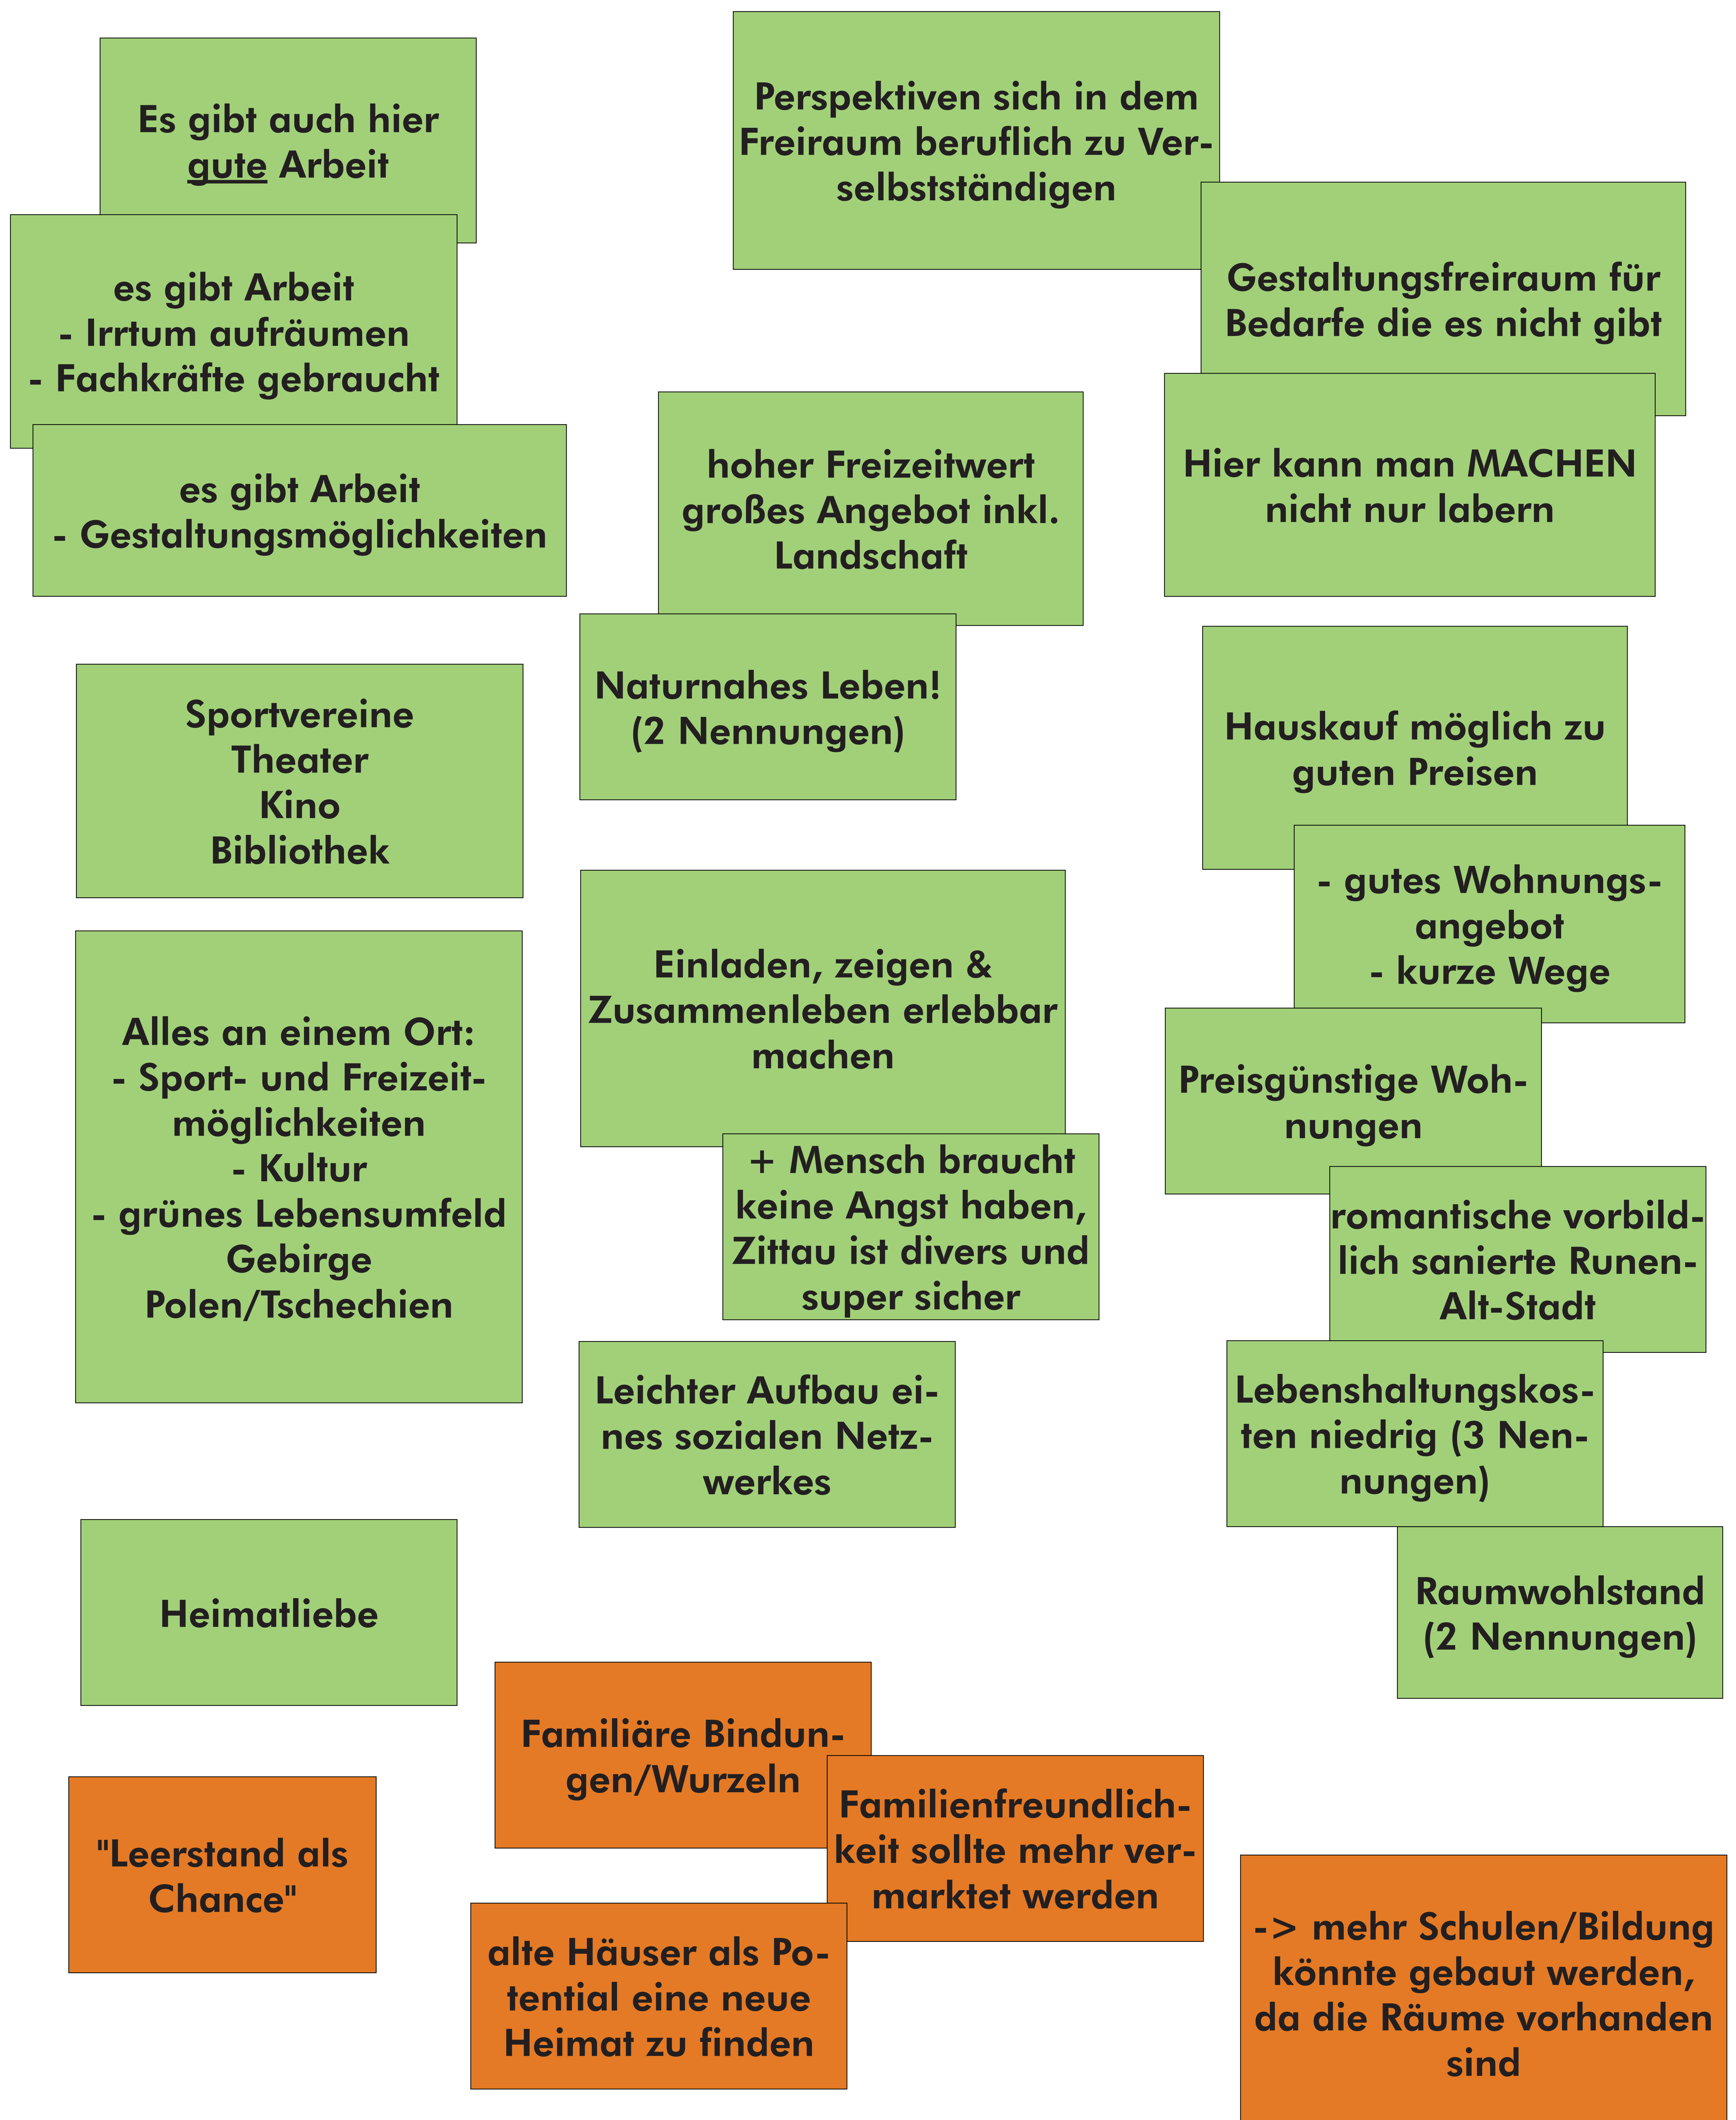 Es gibt auch hier
gute Arbeit
es gibt Arbeit
- Irrtum aufräumen
- Fachkräfte gebraucht
es gibt Arbeit
- Gestaltungsmöglichkeiten
Perspektiven sich in dem
Freiraum beruflich zu Ver-
selbstständigen
Gestaltungsfreiraum für
Bedarfe die es nicht gibt
Hier kann man MACHEN
nicht nur labern
hoher Freizeitwert
großes Angebot inkl.
Landschaft
Naturnahes Leben!
(2 Nennungen)
Sportvereine
Theater
Kino
Bibliothek
Alles an einem Ort:
- Sport- und Freizeit-
möglichkeiten
- Kultur
- grünes Lebensumfeld
Gebirge
Polen/Tschechien
Einladen, zeigen &
Zusammenleben erlebbar
machen
+ Mensch braucht
keine Angst haben,
Zittau ist divers und
super sicher
Leichter Aufbau ei-
nes sozialen Netz-
werkes
Hauskauf möglich zu
guten Preisen
- gutes Wohnungs-
angebot
- kurze Wege
Preisgünstige Woh-
nungen
romantische vorbild-
lich sanierte Runen-
Alt-Stadt
Lebenshaltungskos-
ten niedrig (3 Nen-
nungen)
Raumwohlstand
(2 Nennungen)
Heimatliebe
Familiäre Bindun-
gen/Wurzeln
Familienfreundlich-
keit sollte mehr ver-
marktet werden
"Leerstand als
Chance"
alte Häuser als Po-
tential eine neue
Heimat zu finden
-> mehr Schulen/Bildung
könnte gebaut werden,
da die Räume vorhanden
sind